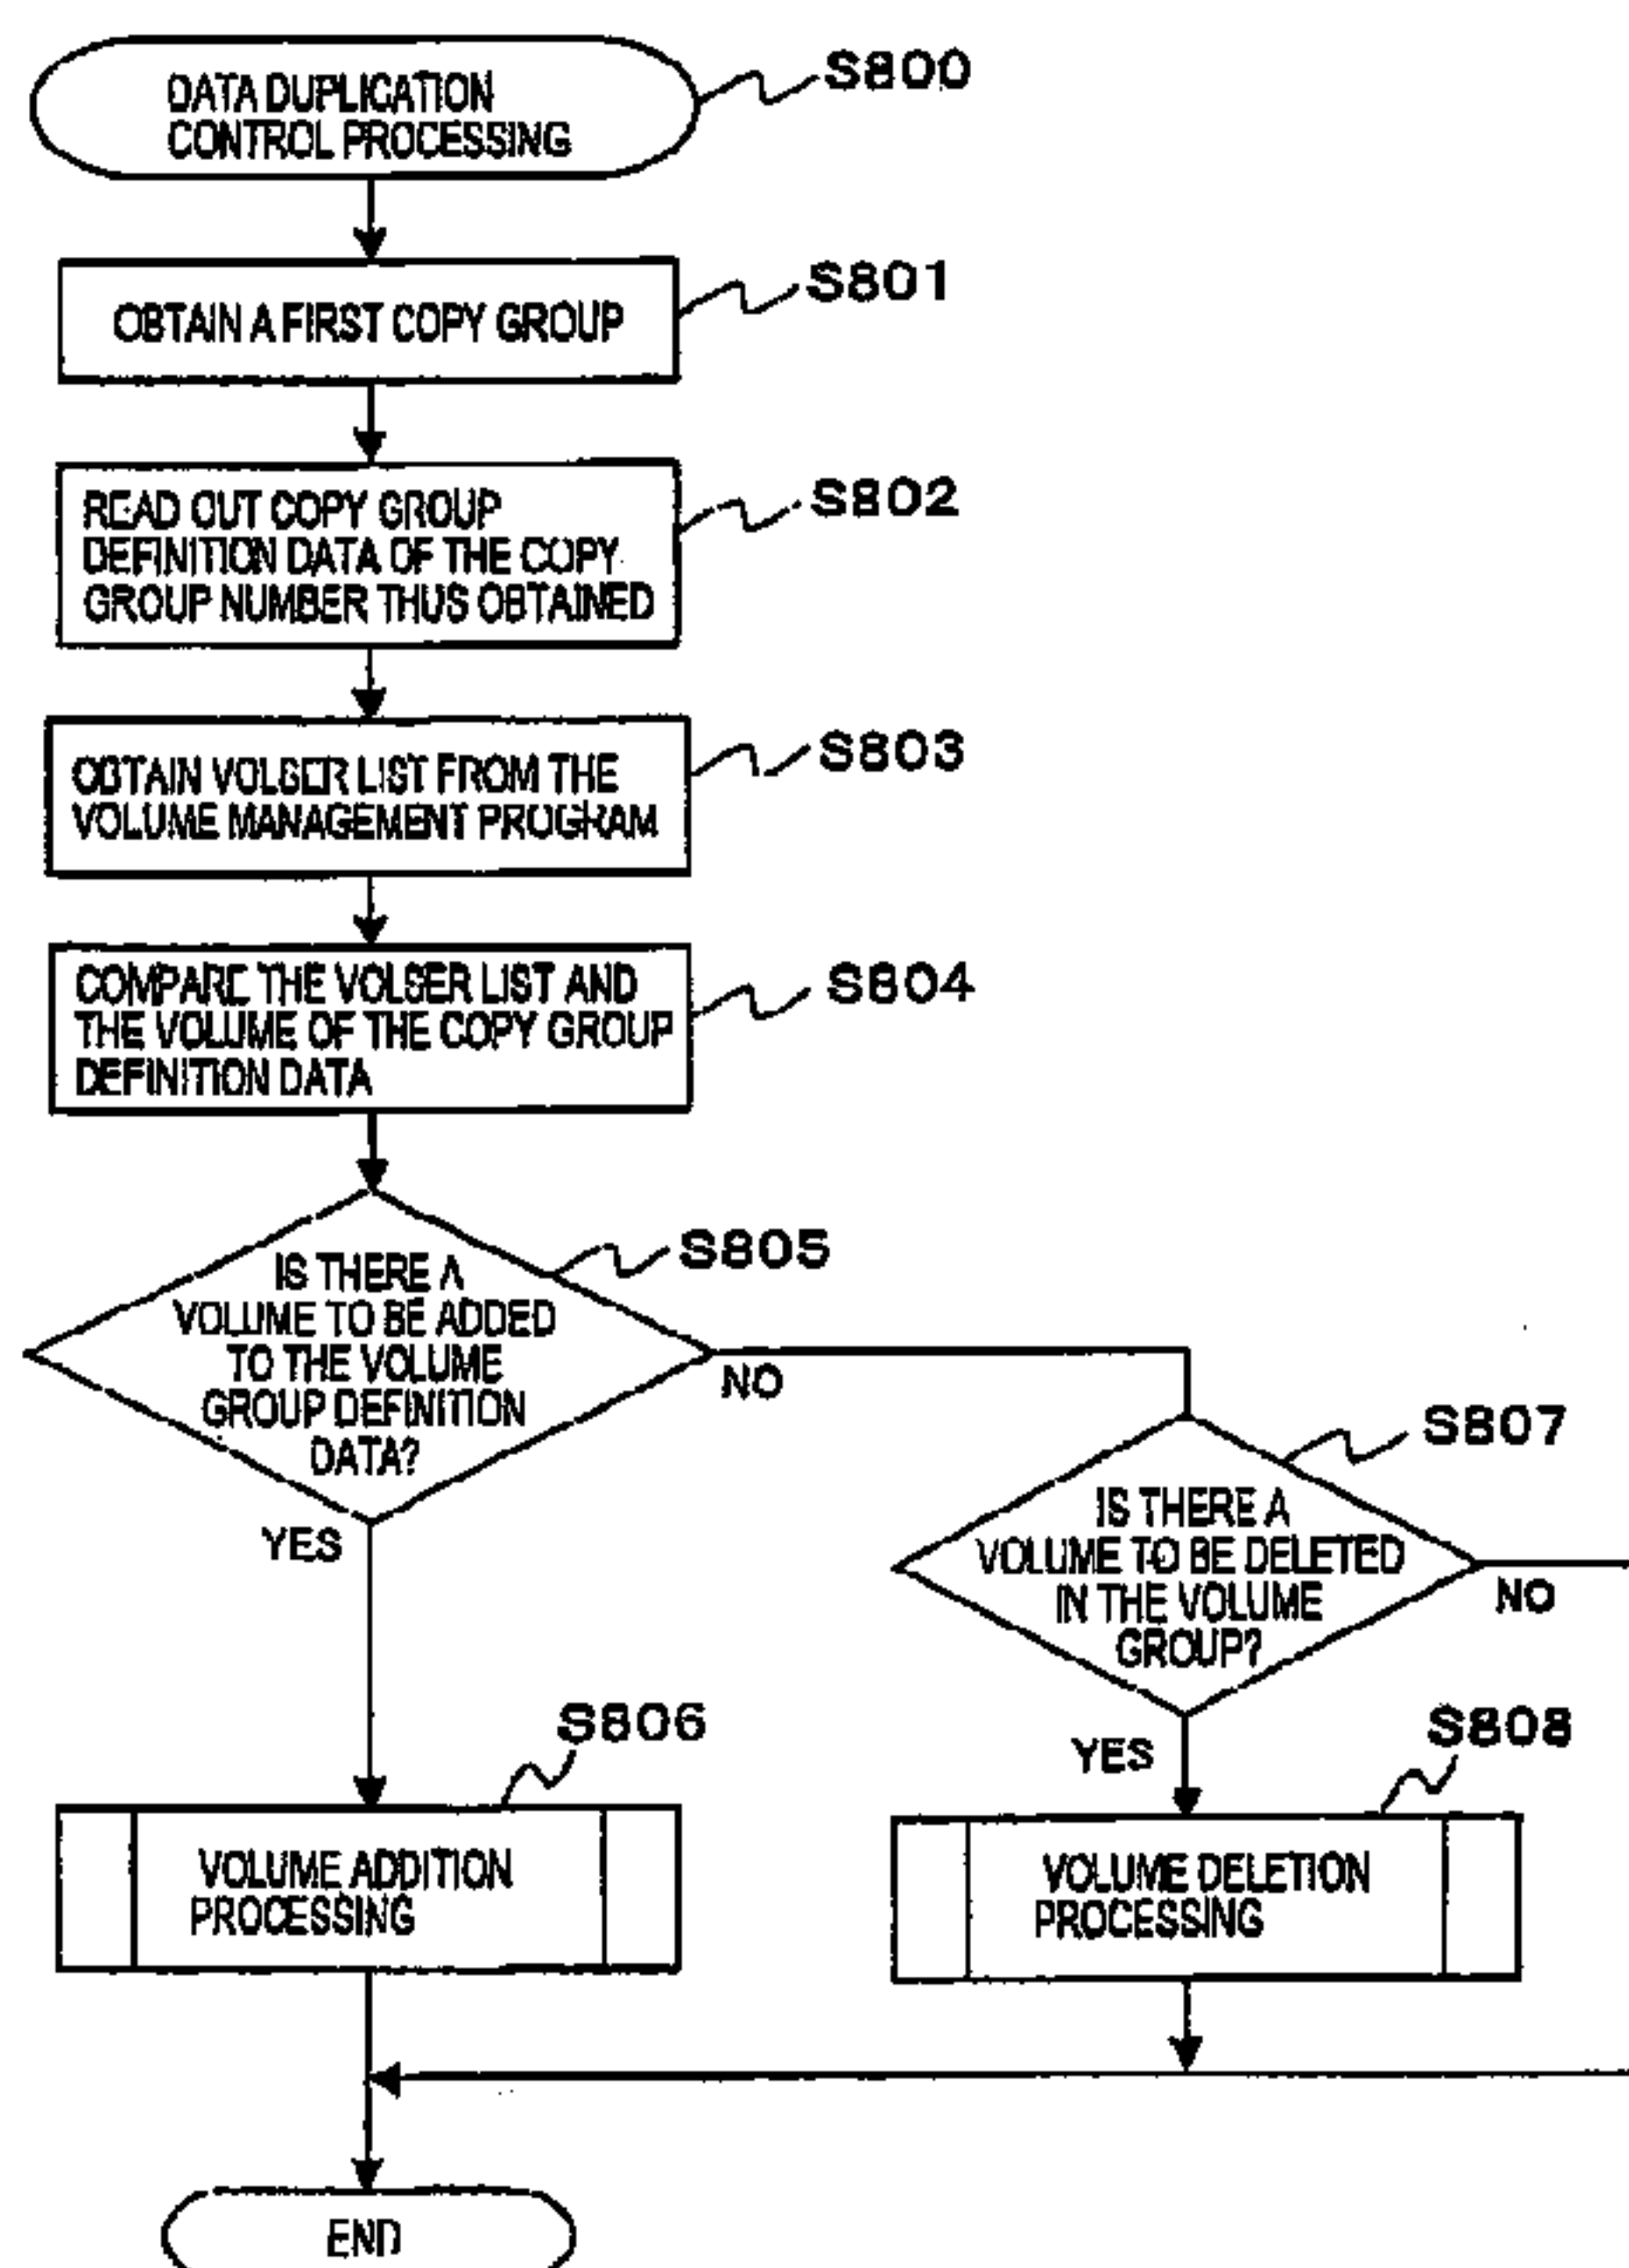 DATA DUPLICATION
CONTROL PROCESSING
S800
OBTAIN A FIRST COPY GROUP
S801
READ OUT COPY GROUP
DEFINITION DATA OF THE COPY
GROUP NUMBER THUS OBTAINED
S802
OBTAIN VOLSER LIST FROM THE
VOLUME MANAGEMENT PROGRAM
S803
COMPARE THE VOLSER LIST AND
THE VOLUME OF THE COPY GROUP
DEFINITION DATA
S804
IS THERE A
VOLUME TO BE ADDED
TO THE VOLUME
GROUP DEFINITION
DATA?
S805
NO
YES
IS THERE A
VOLUME TO BE DELETED
IN THE VOLUME
GROUP?
S807
NO
YES
VOLUME ADDITION
PROCESSING
S806
VOLUME DELETION
PROCESSING
S808
END